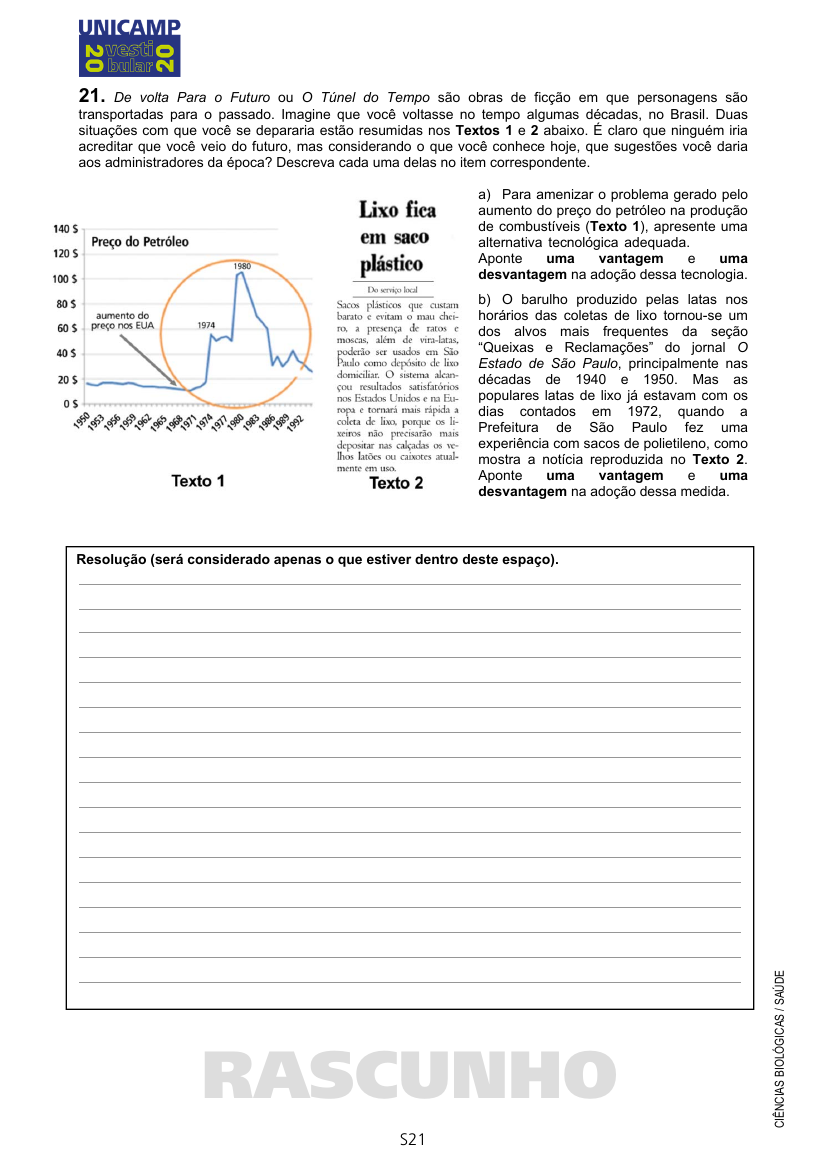 UNICAMP
20 vesti
bular 20
21. De volta Para o Futuro ou O Túnel do Tempo são obras de ficção em que personagens são
transportadas para o passado. Imagine que você voltasse no tempo algumas décadas, no Brasil. Duas
situações com que você se depararia estão resumidas nos Textos 1 e 2 abaixo. É claro que ninguém iria
acreditar que você veio do futuro, mas considerando o que você conhece hoje, que sugestões você daria
aos administradores da época? Descreva cada uma delas no item correspondente.
140 $
120 $
100 $
80 $
60 $
40 $
20 $
0 $
Preço do Petróleo
1980
1974
aumento do
preço nos EUA
1950
1953
1956
1959
1962
1965
1968
1971
1974
1977
1980
1983
1986
1989
1992
Texto 1
Lixo fica
em saco
plástico
Do serviço local
Sacos plásticos que custam
barato e evitam o mau chei-
ro, a presença de ratos e
moscas, além de vira-latas,
poderão ser usados em São
Paulo como depósito de lixo
domiciliar. O sistema alcan-
çou resultados satisfatórios
nos Estados Unidos e na Eu-
ropa e tornará mais rápida a
coleta de lixo, porque os li-
xeiros não precisarão mais
depositar nas calçadas os ve-
lhos latões ou caixotes atual-
mente em uso.
Texto 2
a) Para amenizar o problema gerado pelo
aumento do preço do petróleo na produção
de combustíveis (Texto 1), apresente uma
alternativa tecnológica adequada.
Aponte uma vantagem e uma
desvantagem na adoção dessa tecnologia.
b) O barulho produzido pelas latas nos
horários das coletas de lixo tornou-se um
dos alvos mais frequentes da seção
“Queixas e Reclamações” do jornal O
Estado de São Paulo, principalmente nas
décadas de 1940 e 1950. Mas as
populares latas de lixo já estavam com os
dias contados em 1972, quando a
Prefeitura de São Paulo fez uma
experiência com sacos de polietileno, como
mostra a notícia reproduzida no Texto 2.
Aponte uma vantagem e uma
desvantagem na adoção dessa medida.
Resolução (será considerado apenas o que estiver dentro deste espaço).
CIÊNCIAS BIOLÓGICAS / SAÚDE
RASCUNHO
S21